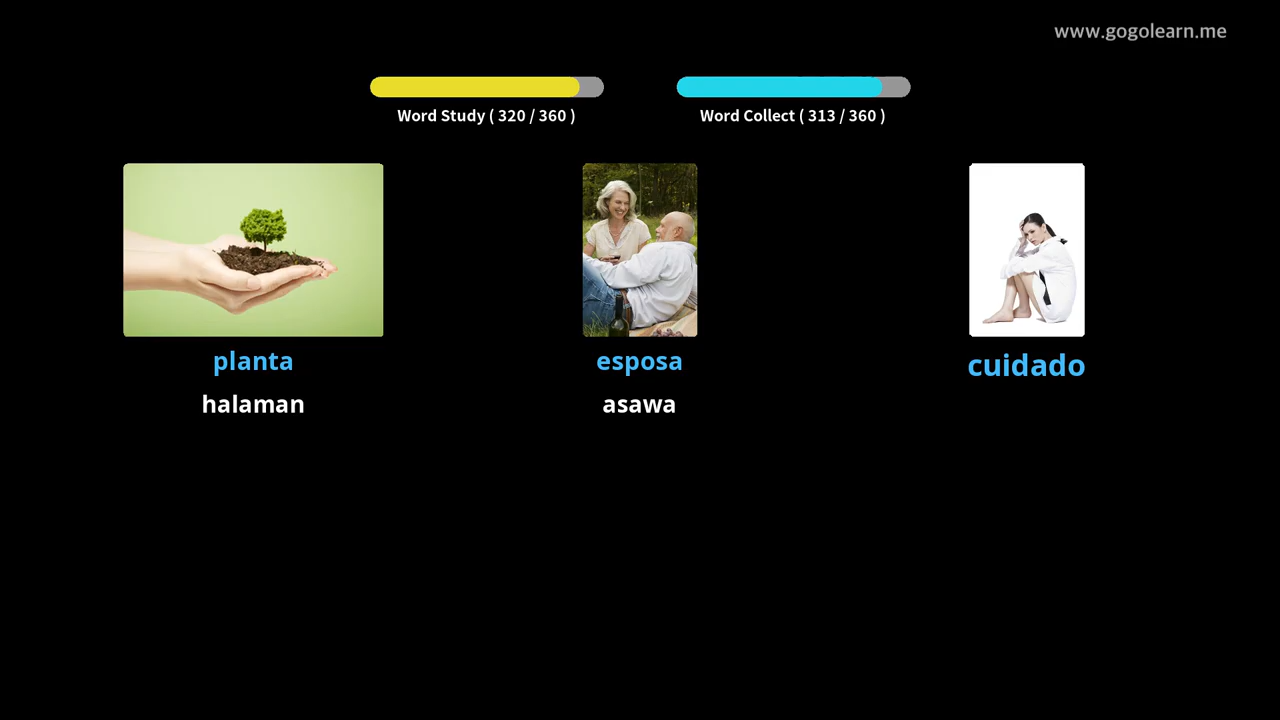 www.gogolearn.me
Word Study ( 320 / 360 )
Word Collect ( 313 / 360 )
planta
esposa
cuidado
halaman
asawa